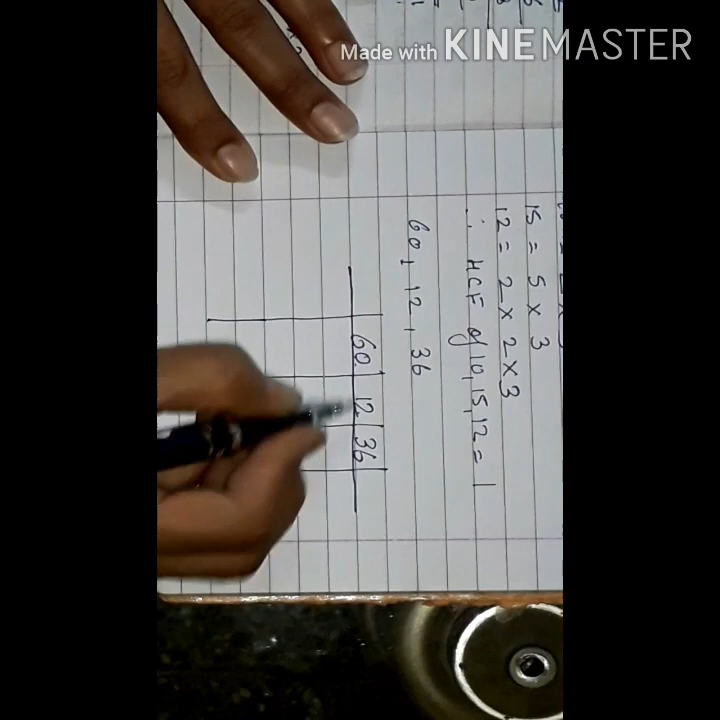 Made with KINEMASTER
15 = 5 × 3
12 = 2 × 2 × 3
∴ HCF of 10, 15, 12 = 1
60, 12, 36
60 12 36